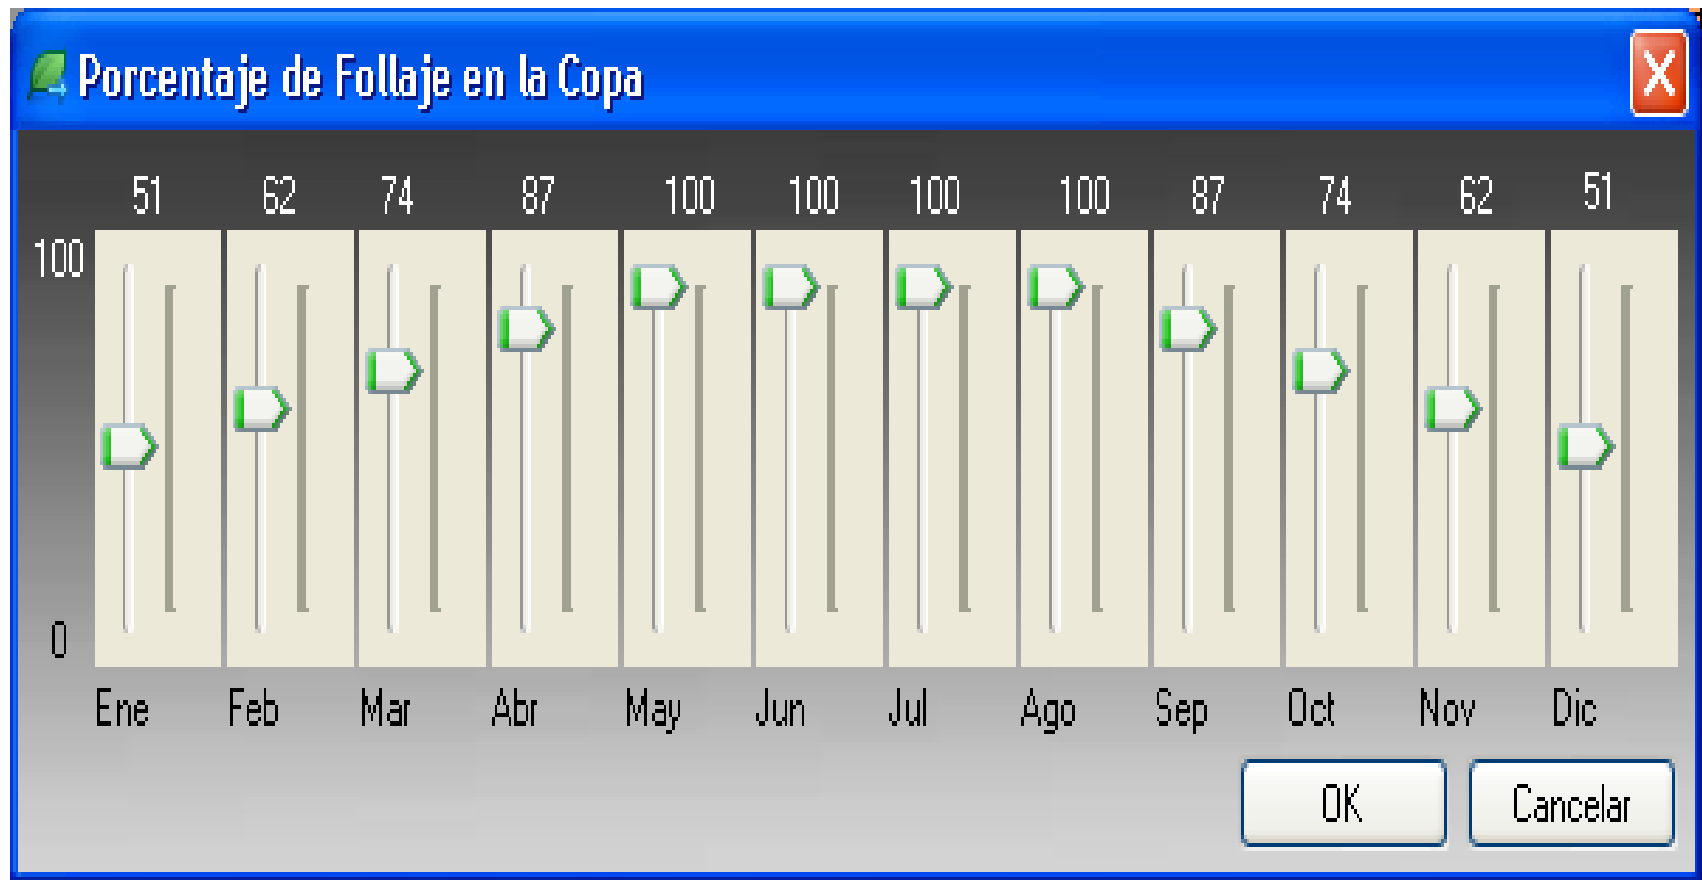 Porcentaje de Follaje en la Copa
51 62 74 87 100 100 100 100 87 74 62 51
100
0
Ene Feb Mar Abr May Jun Jul Ago Sep Oct Nov Dic
OK Cancelar